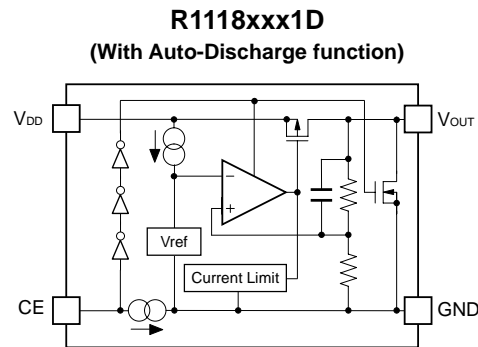 R1118xxx1D
(With Auto-Discharge function)
VDD
VOUT
−
+
Vref
Current Limit
CE
GND